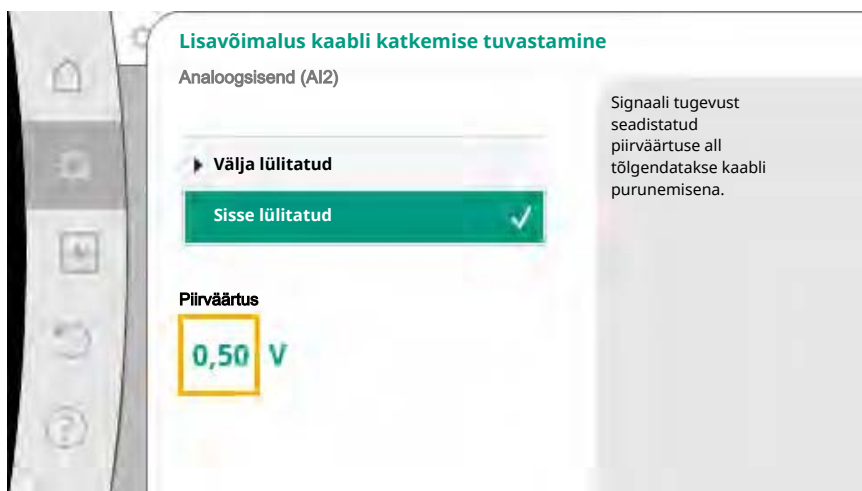 Lisavõimalus kaabli katkemise tuvastamine
Analoogsisend (AI2)
Signaali tugevust
seadistatud
piirväärtuse all
tõlgendatakse kaabli
purunemisena.
Välja lülitatud
Sisse lülitatud
Piirväärtus
0,50 V